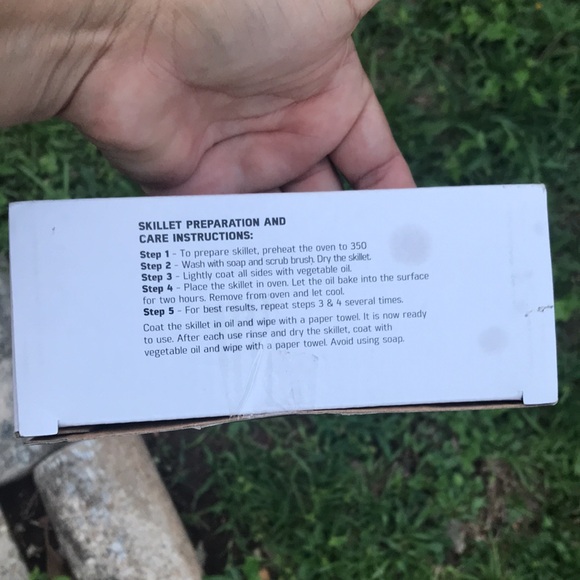 SKILLET PREPARATION AND
CARE INSTRUCTIONS:
Step 1 - To prepare skillet, preheat the oven to 350
Step 2 - Wash with soap and scrub brush. Dry the skillet.
Step 3 - Lightly coat all sides with vegetable oil.
Step 4 - Place the skillet in oven. Let the oil bake into the surface
for two hours. Remove from oven and let cool.
Step 5 - For best results, repeat steps 3 & 4 several times.
Coat the skillet in oil and wipe with a paper towel. It is now ready
to use. After each use rinse and dry the skillet, coat with
vegetable oil and wipe with a paper towel. Avoid using soap.